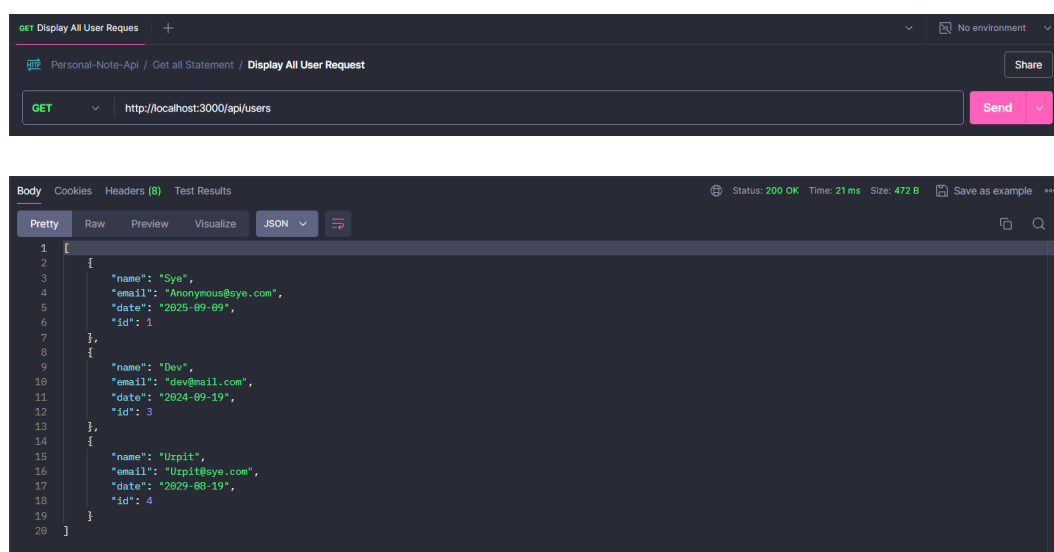 GET Display All User Reques
No environment
HTTP Personal-Note-Api / Get all Statement / Display All User Request
Share
GET http://localhost:3000/api/users Send
Body Cookies Headers (8) Test Results Status: 200 OK Time: 21 ms Size: 472 B Save as example
Pretty Raw Preview Visualize JSON
1 [
2 {
3 "name": "Sye",
4 "email": "Anonymous@sye.com",
5 "date": "2025-09-09",
6 "id": 1
7 },
8 {
9 "name": "Dev",
10 "email": "dev@mail.com",
11 "date": "2024-09-19",
12 "id": 3
13 },
14 {
15 "name": "Urpit",
16 "email": "Urpit@sye.com",
17 "date": "2029-08-19",
18 "id": 4
19 }
20 ]